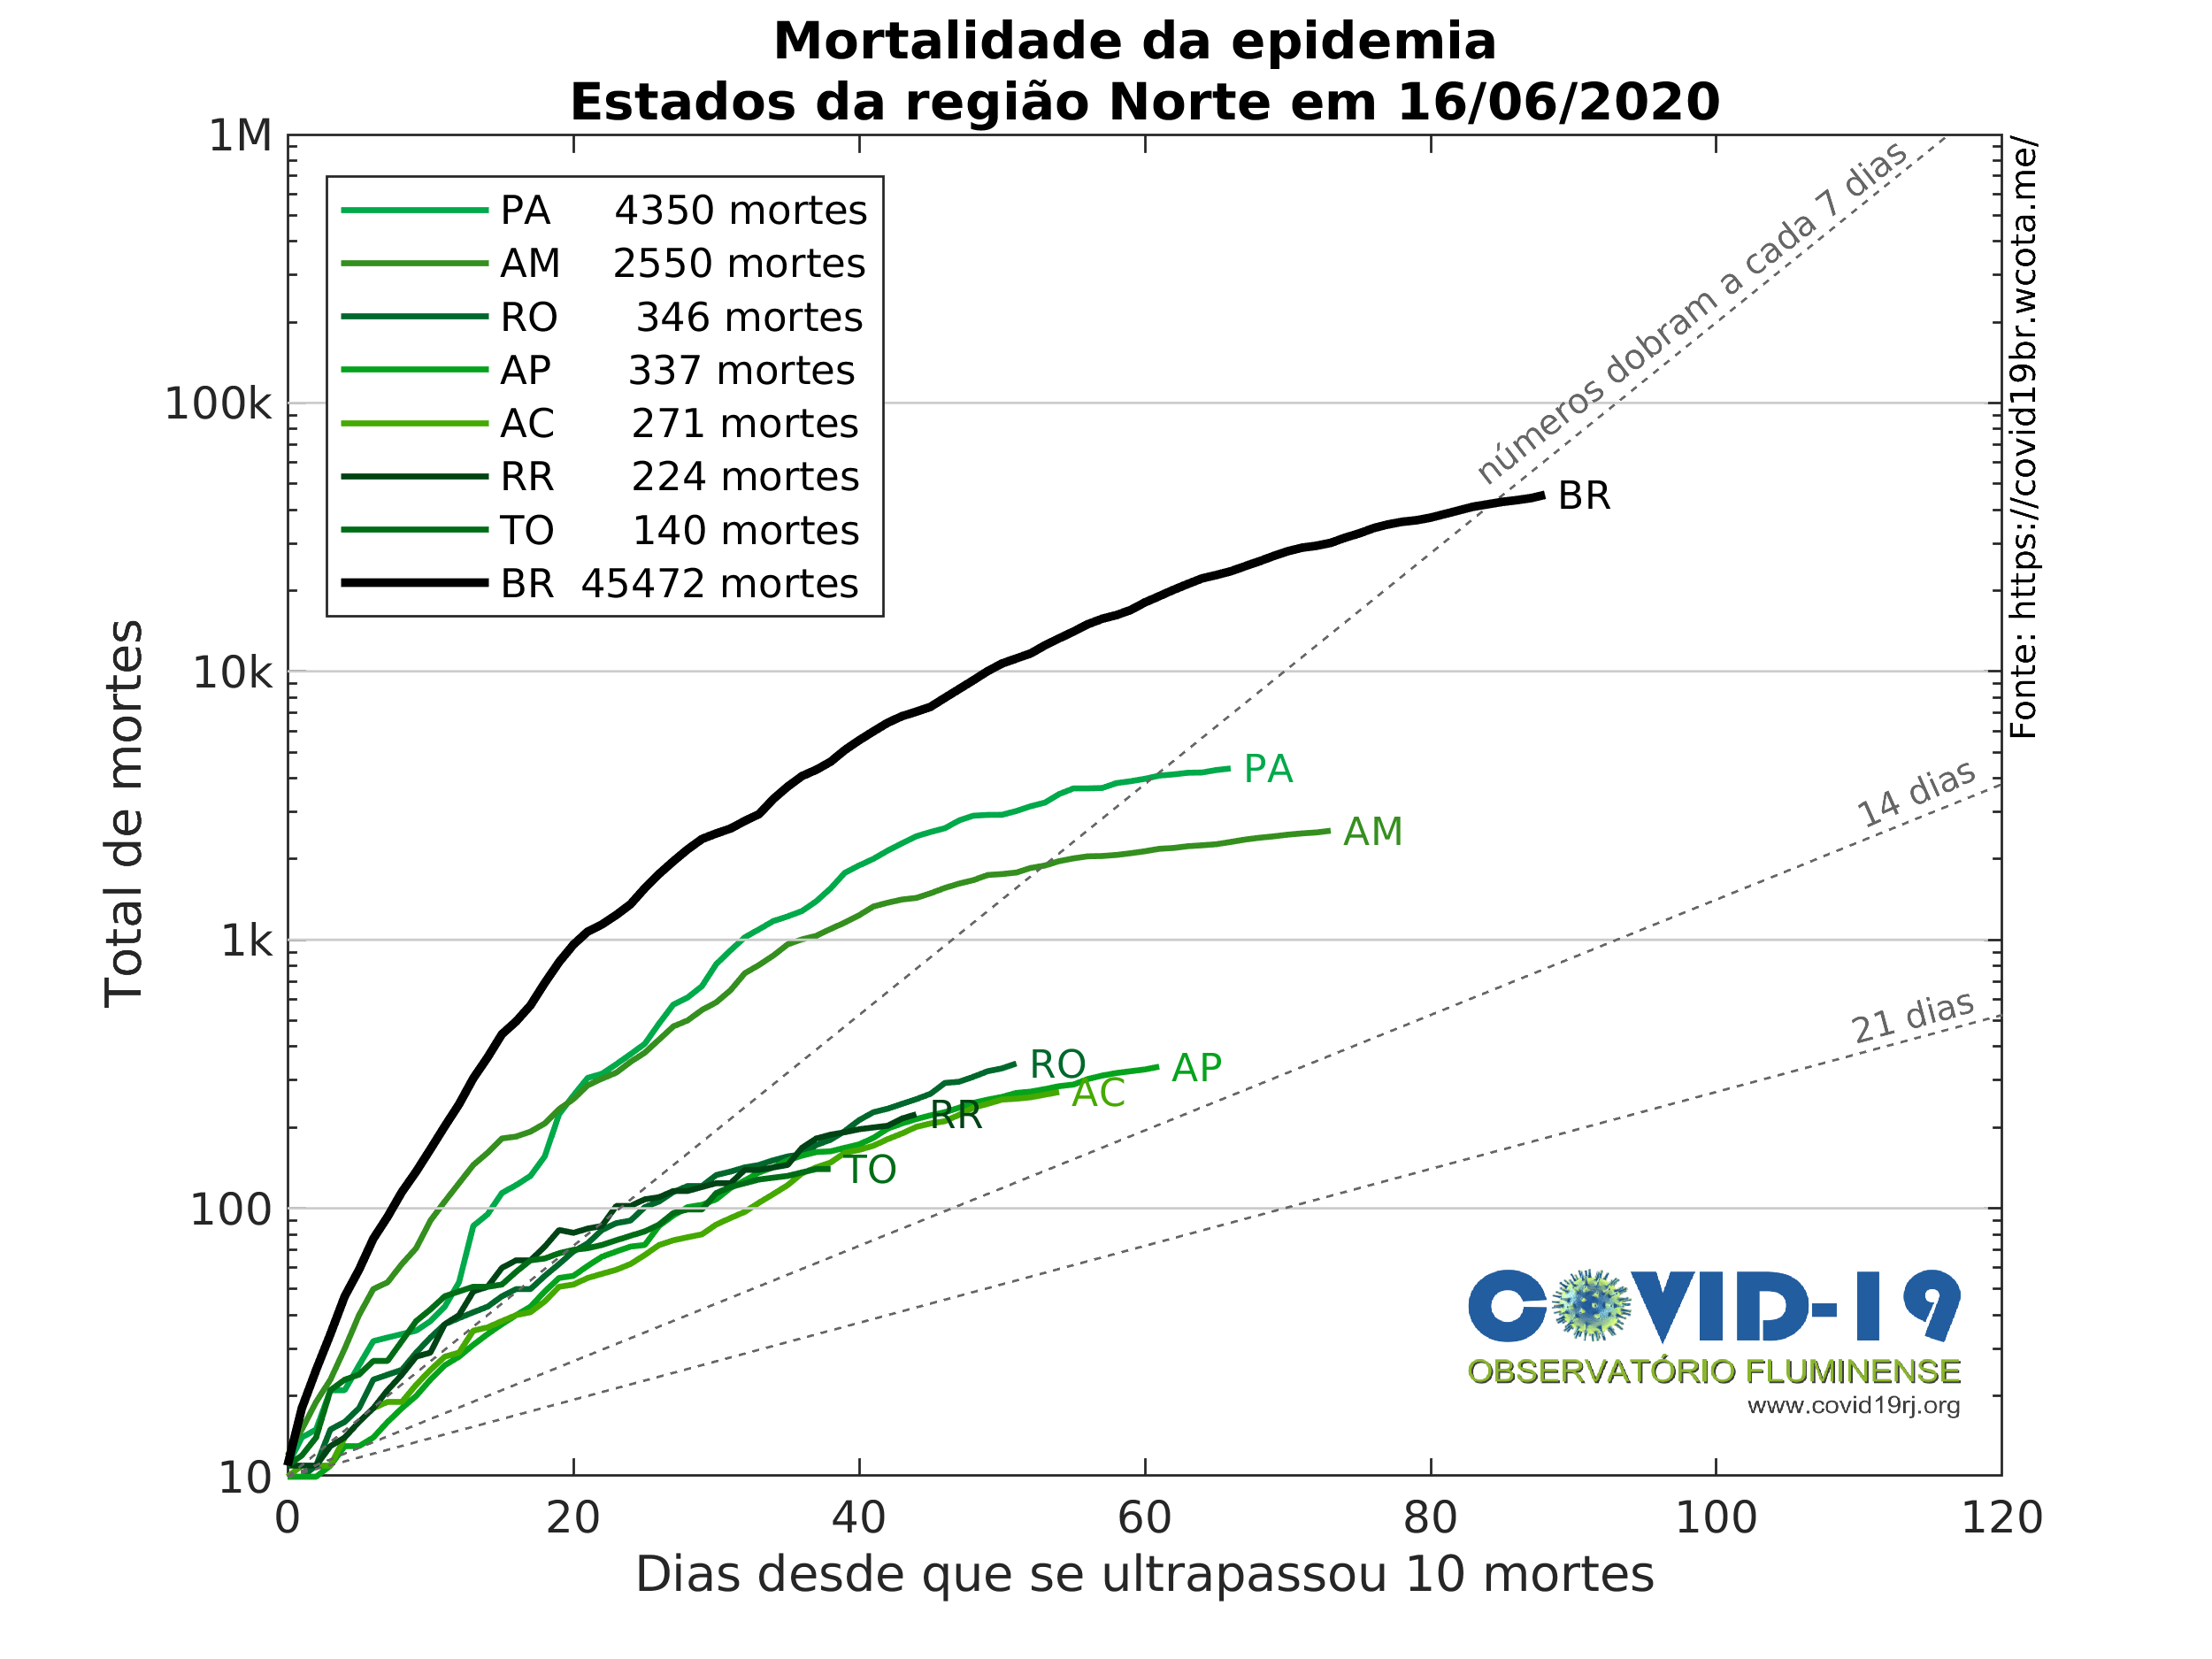 Mortalidade da epidemia
Estados da região Norte em 16/06/2020
1M
100k
10k
1k
100
10
Total de mortes
PA 4350 mortes
AM 2550 mortes
RO 346 mortes
AP 337 mortes
AC 271 mortes
RR 224 mortes
TO 140 mortes
BR 45472 mortes
números dobram a cada 7 dias
14 dias
21 dias
BR
PA
AM
RO
AP
AC
RR
TO
Fonte: https://covid19br.wcota.me/
COVID-19
OBSERVATÓRIO FLUMINENSE
www.covid19rj.org
0 20 40 60 80 100 120
Dias desde que se ultrapassou 10 mortes